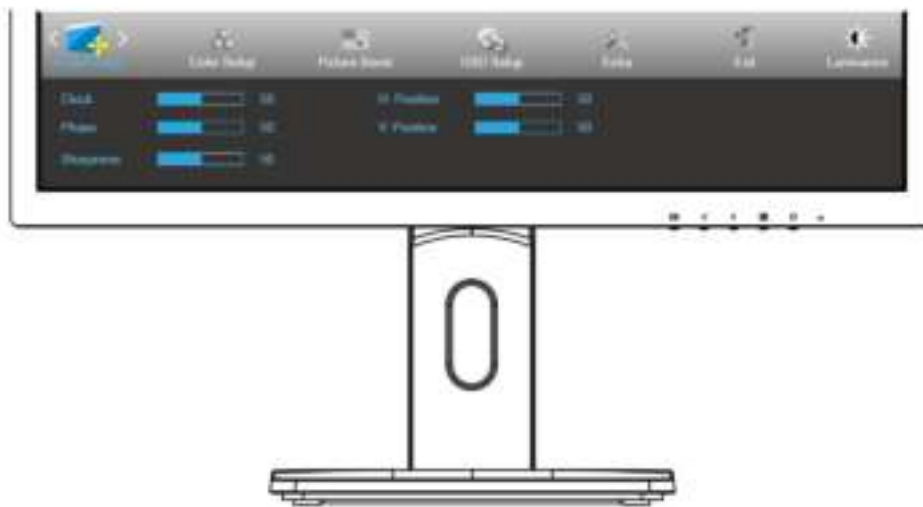 Color Setup Picture Boost OSD Setup Extra Exit Luminance
Clock 50 H. Position 50
Phase 50 V. Position 50
Sharpness 50